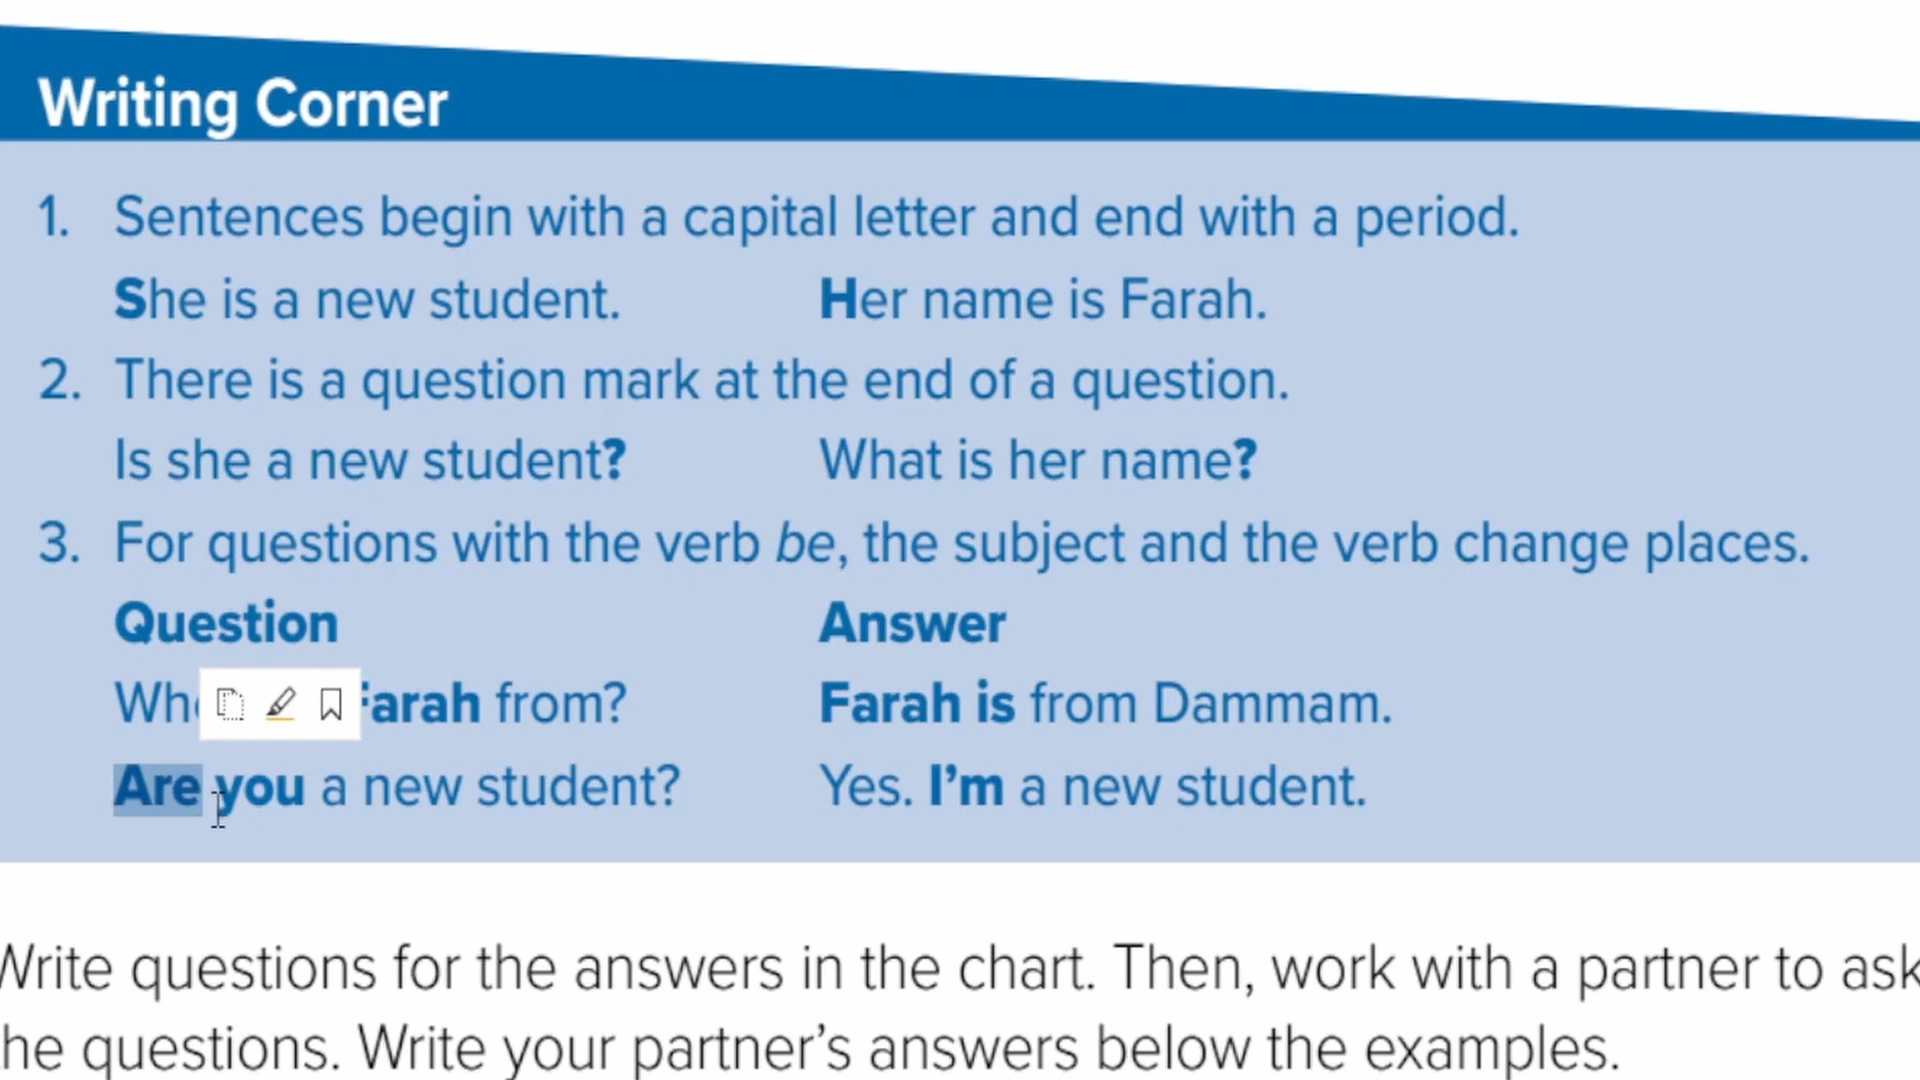 Writing Corner
1. Sentences begin with a capital letter and end with a period.
She is a new student. Her name is Farah.
2. There is a question mark at the end of a question.
Is she a new student? What is her name?
3. For questions with the verb be, the subject and the verb change places.
Question Answer
Farah from? Farah is from Dammam.
Are you a new student? Yes. I'm a new student.
Write questions for the answers in the chart. Then, work with a partner to ask
he questions. Write your partner's answers below the examples.